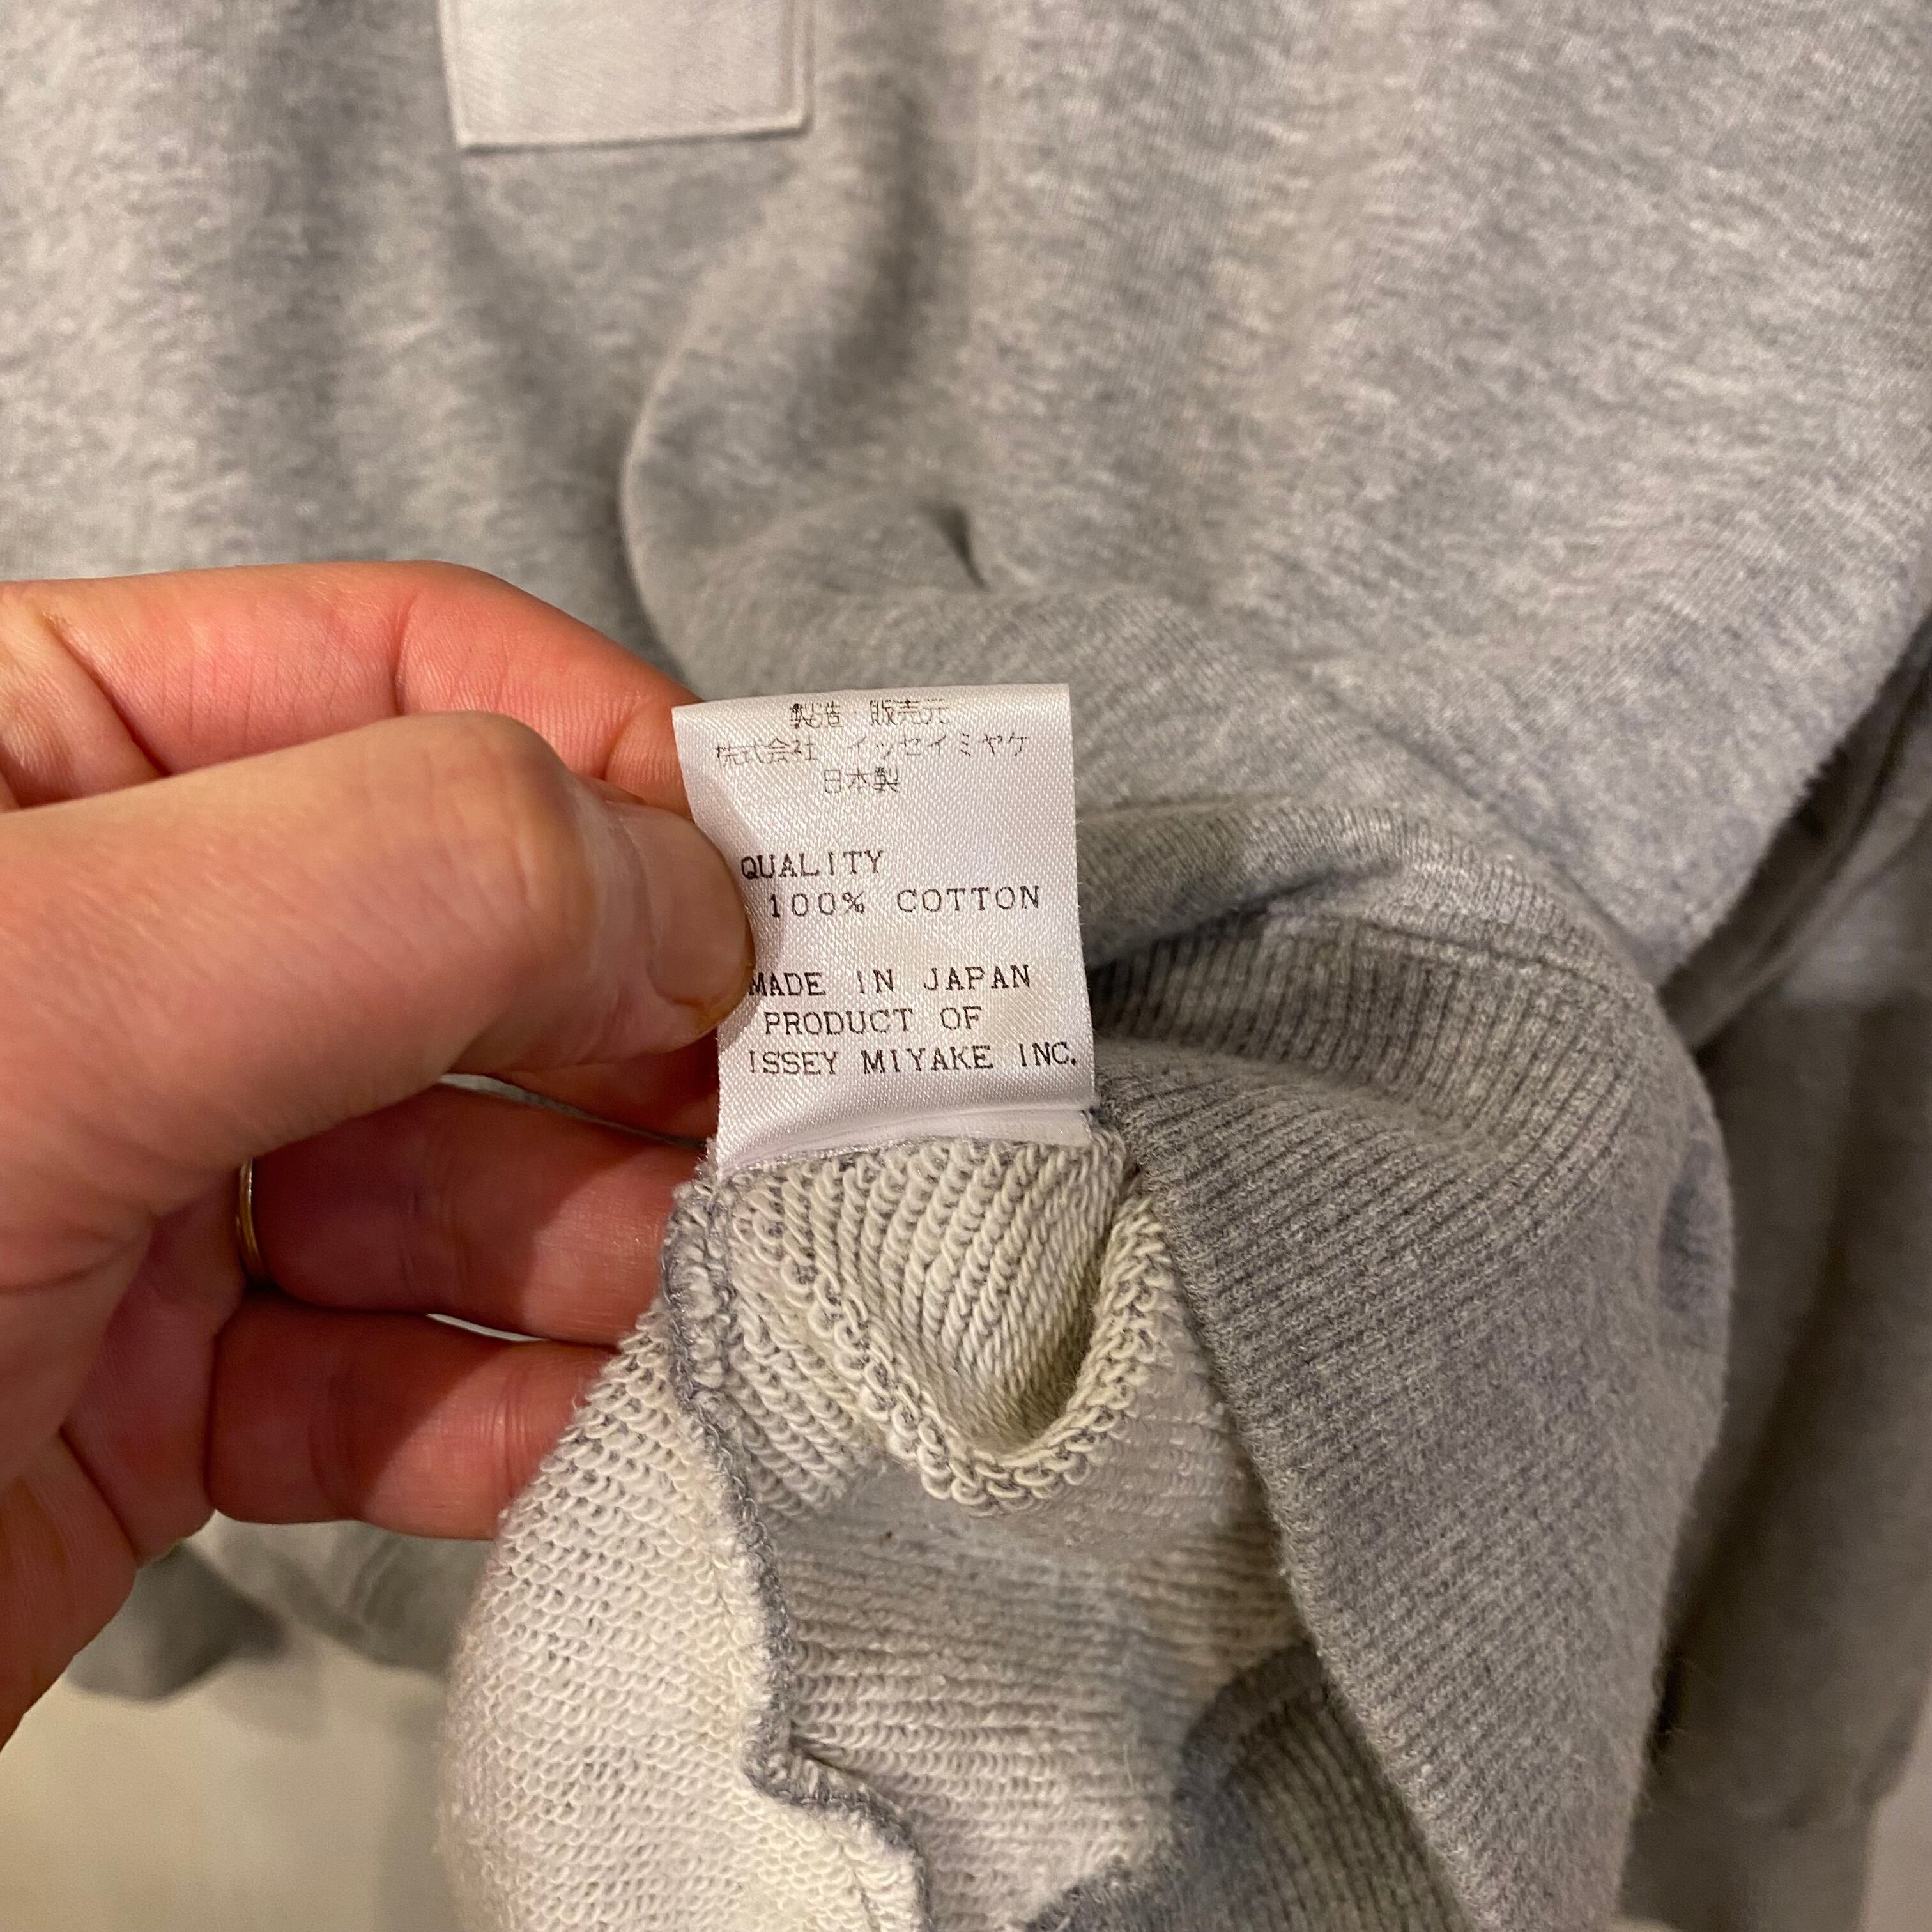 製造・販売元
株式会社 イッセイミヤケ
日本製
QUALITY
100% COTTON
MADE IN JAPAN
PRODUCT OF
ISSEY MIYAKE INC.